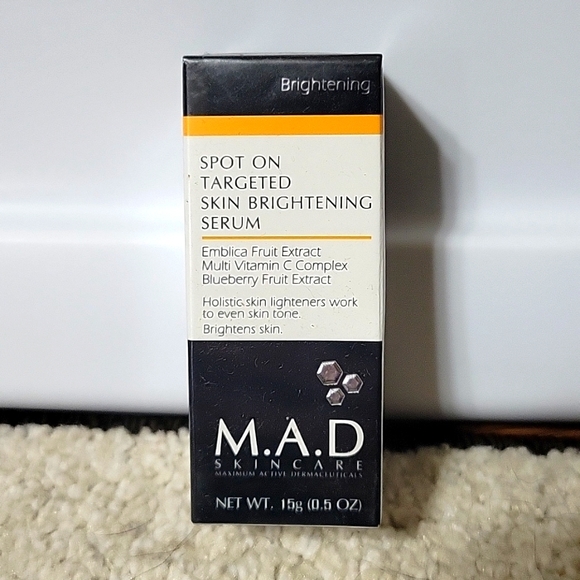 Brightening
SPOT ON
TARGETED
SKIN BRIGHTENING
SERUM
Emblica Fruit Extract
Multi Vitamin C Complex
Blueberry Fruit Extract
Holistic skin lighteners work
to even skin tone.
Brightens skin.
M.A.D
SKINCARE
MAXIMUM ACTIVE DERMACEUTICALS
NET WT. 15g (0.5 OZ)